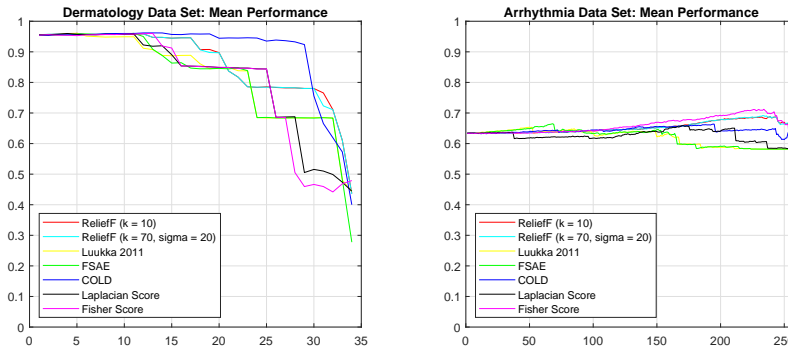 Dermatology Data Set: Mean Performance
1
0.9
0.8
0.7
0.6
0.5
0.4
0.3
0.2
0.1
0
ReliefF (k = 10)
ReliefF (k = 70, sigma = 20)
Luukka 2011
FSAE
COLD
Laplacian Score
Fisher Score
0 5 10 15 20 25 30 35
Arrhythmia Data Set: Mean Performance
1
0.9
0.8
0.7
0.6
0.5
0.4
0.3
0.2
0.1
0
ReliefF (k = 10)
ReliefF (k = 70, sigma = 20)
Luukka 2011
FSAE
COLD
Laplacian Score
Fisher Score
0 50 100 150 200